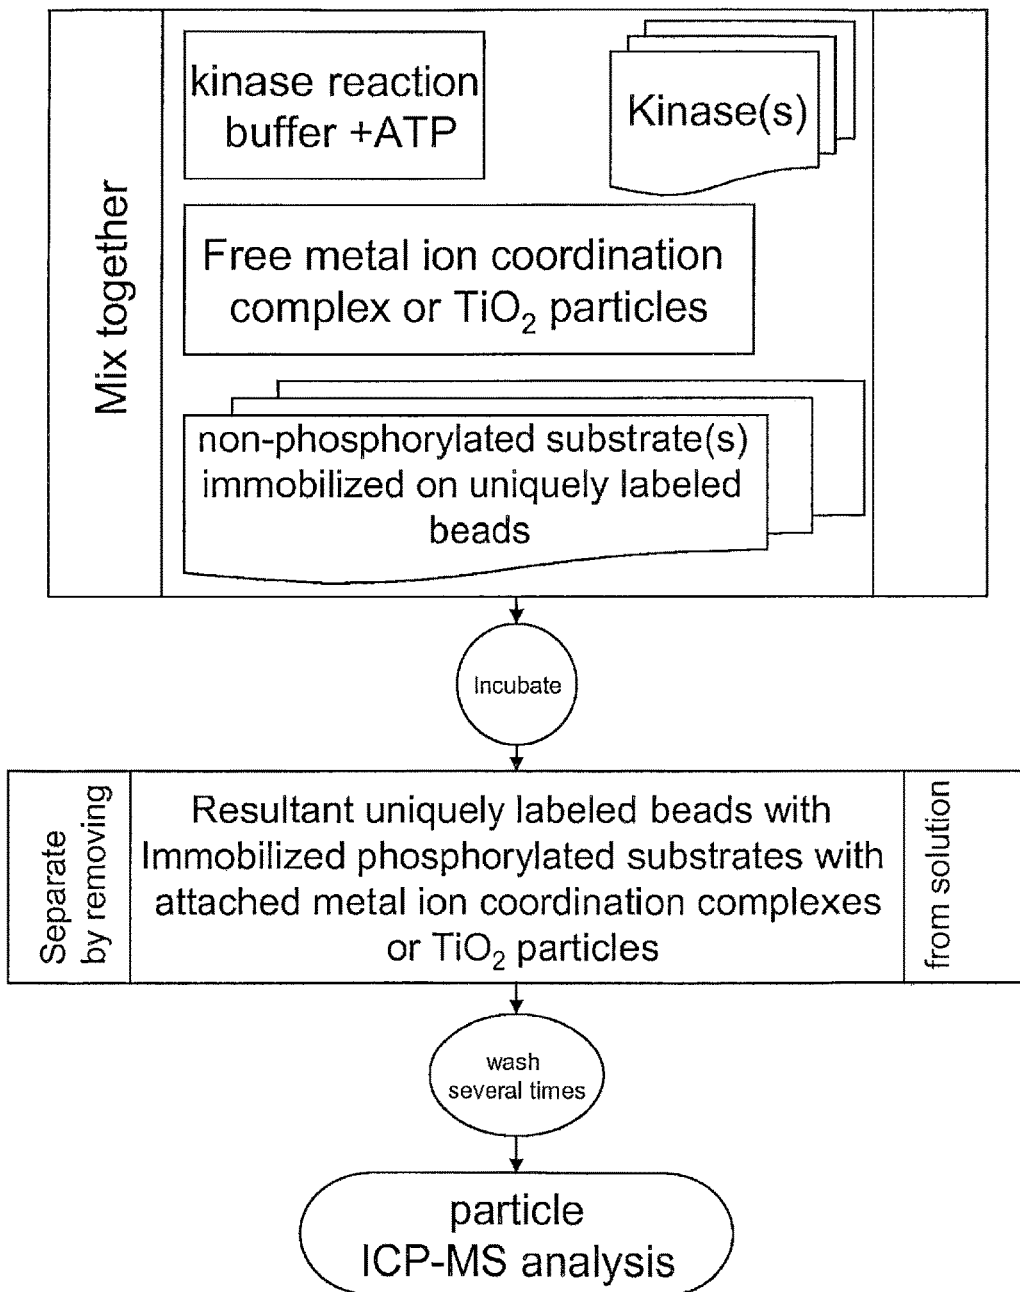 Mix together
kinase reaction
buffer +ATP
Kinase(s)
Free metal ion coordination
complex or TiO₂ particles
non-phosphorylated substrate(s)
immobilized on uniquely labeled
beads
Incubate
Separate
by removing
Resultant uniquely labeled beads with
Immobilized phosphorylated substrates with
attached metal ion coordination complexes
or TiO₂ particles
from solution
wash
several times
particle
ICP-MS analysis